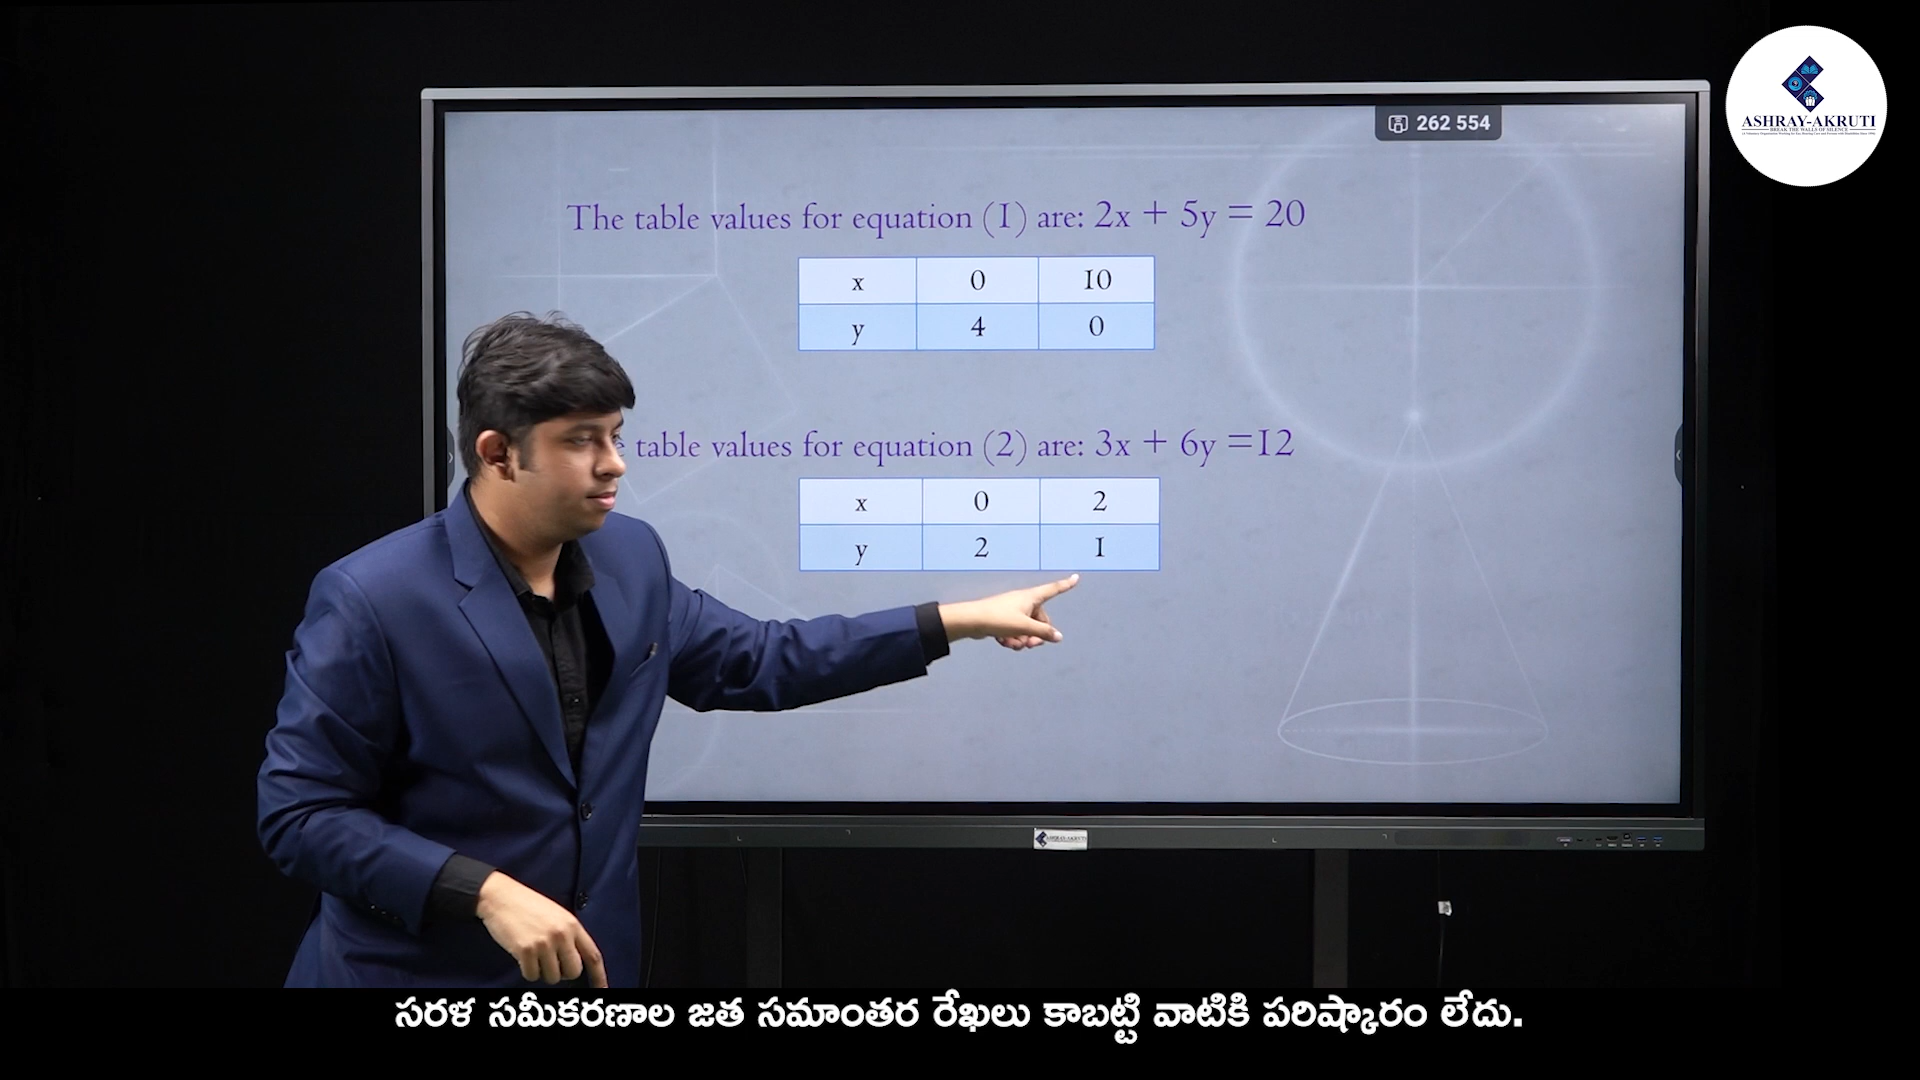 ASHRAY-AKRUTI
BREAK THE WALLS OF SILENCE
262 554
The table values for equation (1) are: 2x + 5y = 20
x 0 10
y 4 0
table values for equation (2) are: 3x + 6y =12
x 0 2
y 2 1
ASHRAY-AKRUTI
సరళ సమీకరణాల జత సమాంతర రేఖలు కాబట్టి వాటికి పరిష్కారం లేదు.